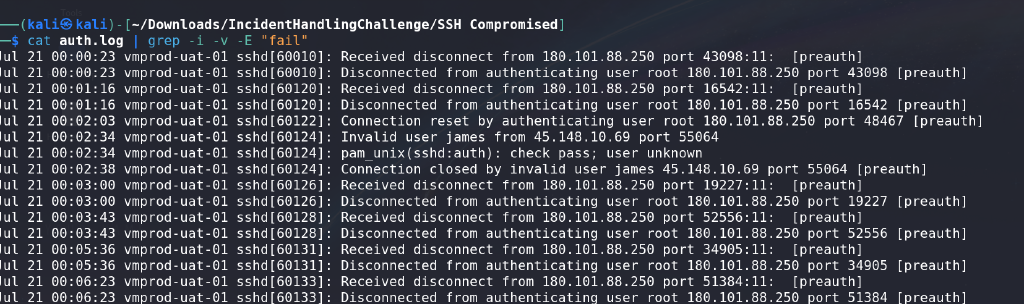 (kali㉿kali)-[~/Downloads/IncidentHandlingChallenge/SSH Compromised]
$ cat auth.log | grep -i -v -E "fail"
Jul 21 00:00:23 vmprod-uat-01 sshd[60010]: Received disconnect from 180.101.88.250 port 43098:11:  [preauth]
Jul 21 00:00:23 vmprod-uat-01 sshd[60010]: Disconnected from authenticating user root 180.101.88.250 port 43098 [preauth]
Jul 21 00:01:16 vmprod-uat-01 sshd[60120]: Received disconnect from 180.101.88.250 port 16542:11:  [preauth]
Jul 21 00:01:16 vmprod-uat-01 sshd[60120]: Disconnected from authenticating user root 180.101.88.250 port 16542 [preauth]
Jul 21 00:02:03 vmprod-uat-01 sshd[60122]: Connection reset by authenticating user root 180.101.88.250 port 48467 [preauth]
Jul 21 00:02:34 vmprod-uat-01 sshd[60124]: Invalid user james from 45.148.10.69 port 55064
Jul 21 00:02:34 vmprod-uat-01 sshd[60124]: pam_unix(sshd:auth): check pass; user unknown
Jul 21 00:02:38 vmprod-uat-01 sshd[60124]: Connection closed by invalid user james 45.148.10.69 port 55064 [preauth]
Jul 21 00:03:00 vmprod-uat-01 sshd[60126]: Received disconnect from 180.101.88.250 port 19227:11:  [preauth]
Jul 21 00:03:00 vmprod-uat-01 sshd[60126]: Disconnected from authenticating user root 180.101.88.250 port 19227 [preauth]
Jul 21 00:03:43 vmprod-uat-01 sshd[60128]: Received disconnect from 180.101.88.250 port 52556:11:  [preauth]
Jul 21 00:03:43 vmprod-uat-01 sshd[60128]: Disconnected from authenticating user root 180.101.88.250 port 52556 [preauth]
Jul 21 00:05:36 vmprod-uat-01 sshd[60131]: Received disconnect from 180.101.88.250 port 34905:11:  [preauth]
Jul 21 00:05:36 vmprod-uat-01 sshd[60131]: Disconnected from authenticating user root 180.101.88.250 port 34905 [preauth]
Jul 21 00:06:23 vmprod-uat-01 sshd[60133]: Received disconnect from 180.101.88.250 port 51384:11:  [preauth]
Jul 21 00:06:23 vmprod-uat-01 sshd[60133]: Disconnected from authenticating user root 180.101.88.250 port 51384 [preauth]